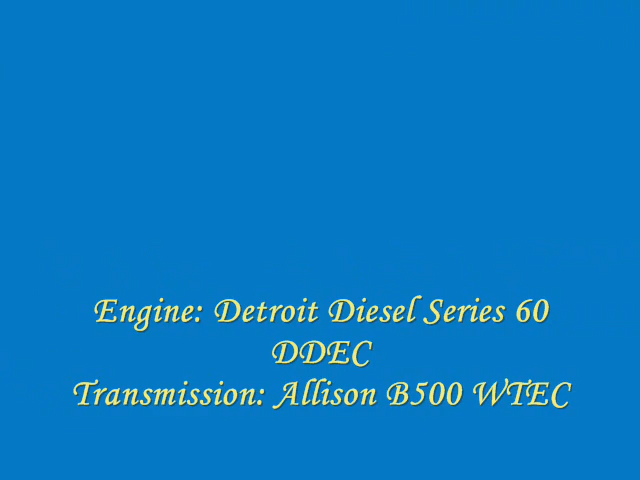 Engine: Detroit Diesel Series 60
DDEC
Transmission: Allison B500 WTEC